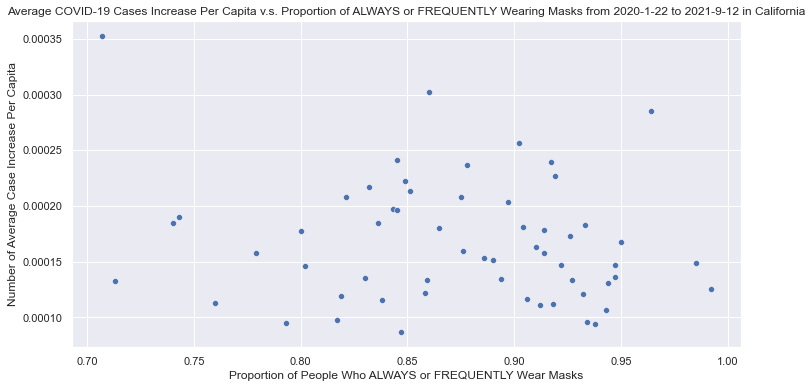 Average COVID-19 Cases Increase Per Capita v.s. Proportion of ALWAYS or FREQUENTLY Wearing Masks from 2020-1-22 to 2021-9-12 in California
Number of Average Case Increase Per Capita
0.00035
0.00030
0.00025
0.00020
0.00015
0.00010
0.70 0.75 0.80 0.85 0.90 0.95 1.00
Proportion of People Who ALWAYS or FREQUENTLY Wear Masks